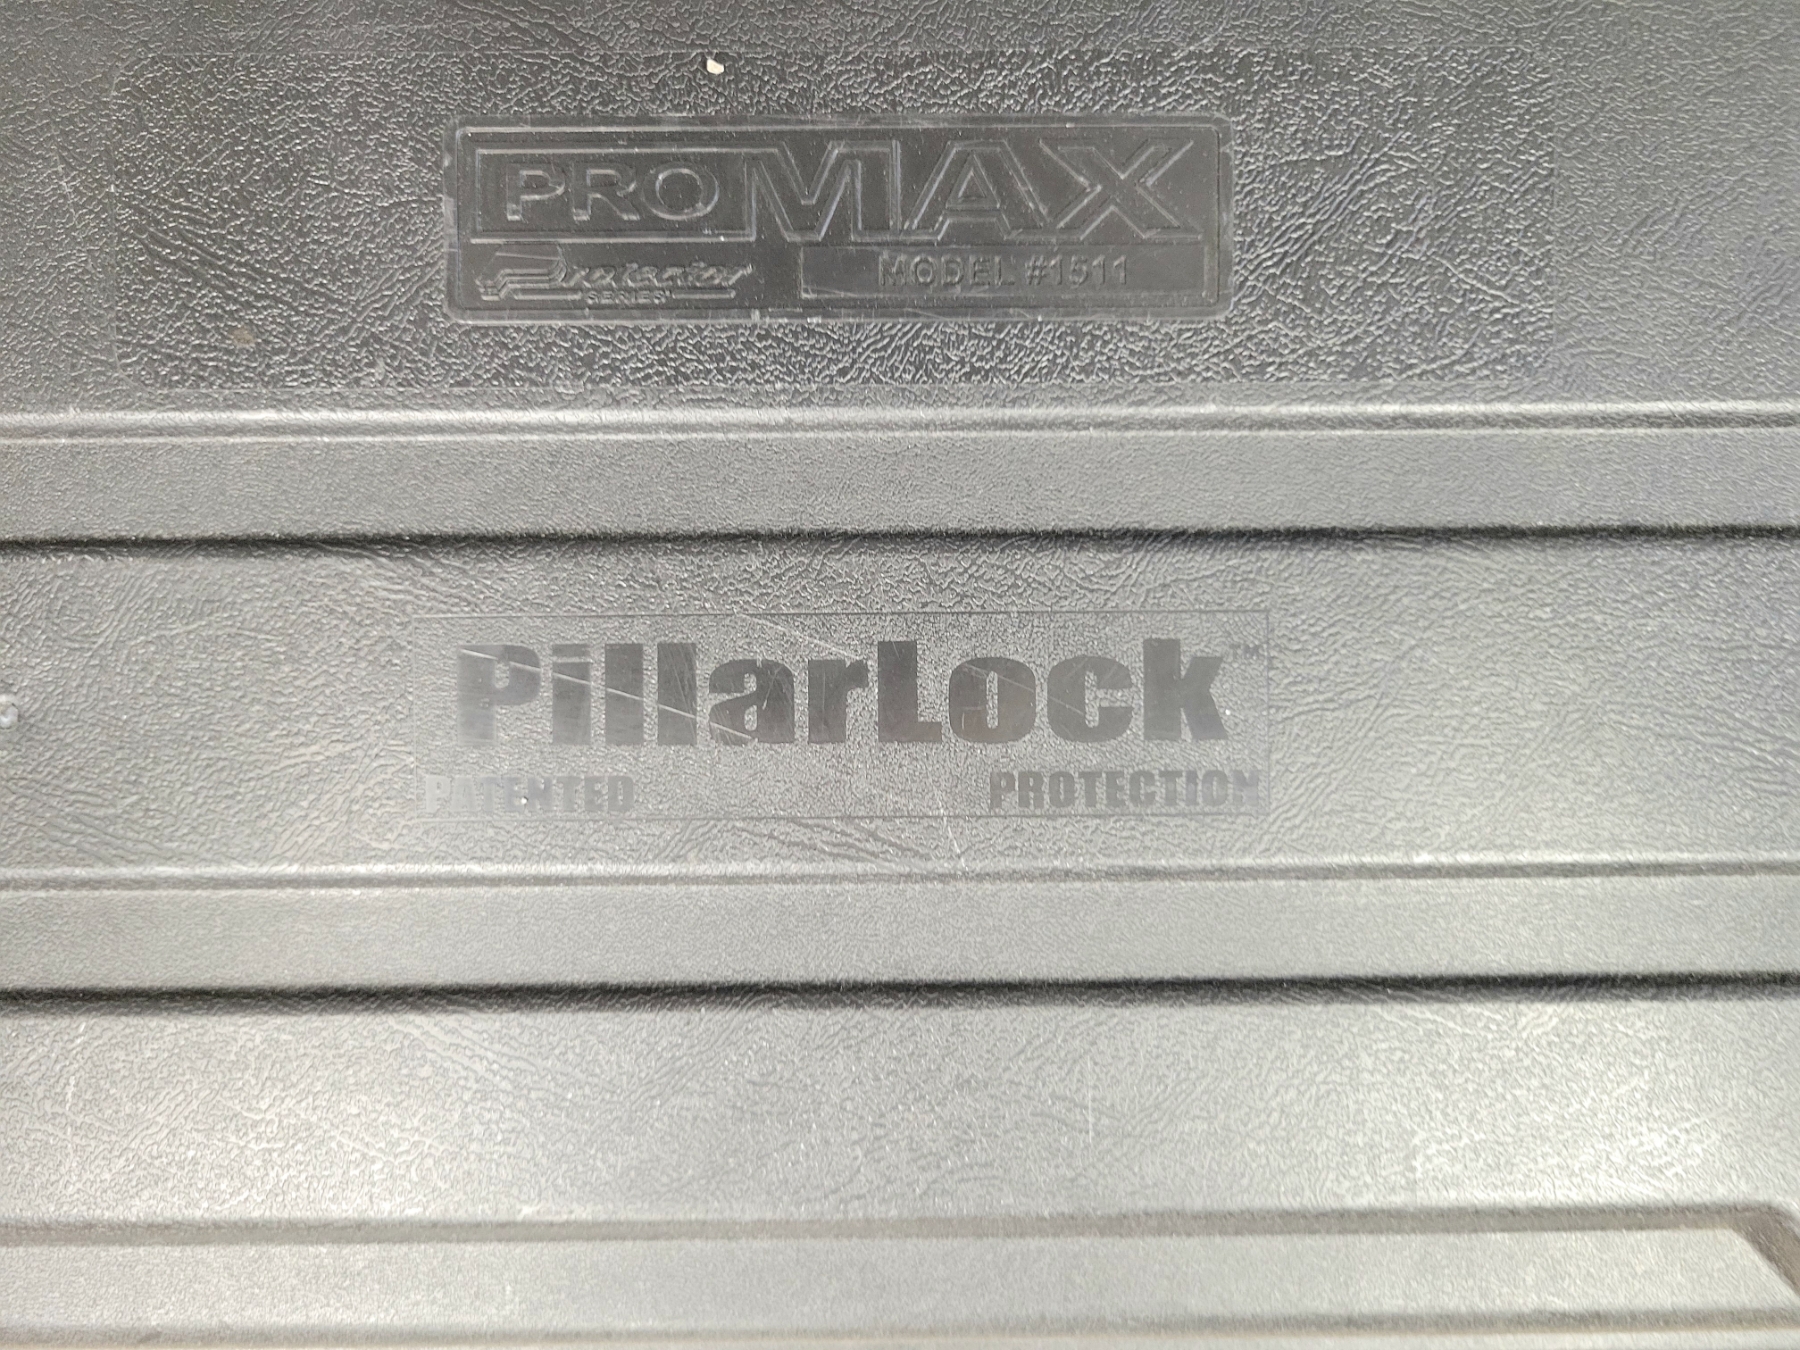 PROMAX
Protector
SERIES
MODEL #1511
PillarLock™
PATENTED PROTECTION